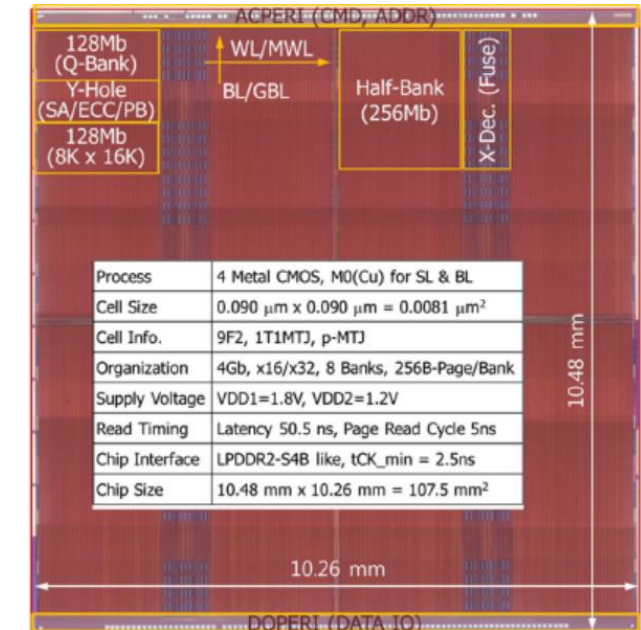 ACPERI (CMD, ADDR)
128Mb
(Q-Bank)
Y-Hole
(SA/ECC/PB)
128Mb
(8K x 16K)
WL/MWL
BL/GBL
Half-Bank
(256Mb)
X-Dec. (Fuse)
Process 4 Metal CMOS, M0(Cu) for SL & BL
Cell Size 0.090 μm x 0.090 μm = 0.0081 μm²
Cell Info. 9F2, 1T1MTJ, p-MTJ
Organization 4Gb, x16/x32, 8 Banks, 256B-Page/Bank
Supply Voltage VDD1=1.8V, VDD2=1.2V
Read Timing Latency 50.5 ns, Page Read Cycle 5ns
Chip Interface LPDDR2-S4B like, tCK_min = 2.5ns
Chip Size 10.48 mm x 10.26 mm = 107.5 mm²
10.48 mm
10.26 mm
DOPERI (DATA IO)